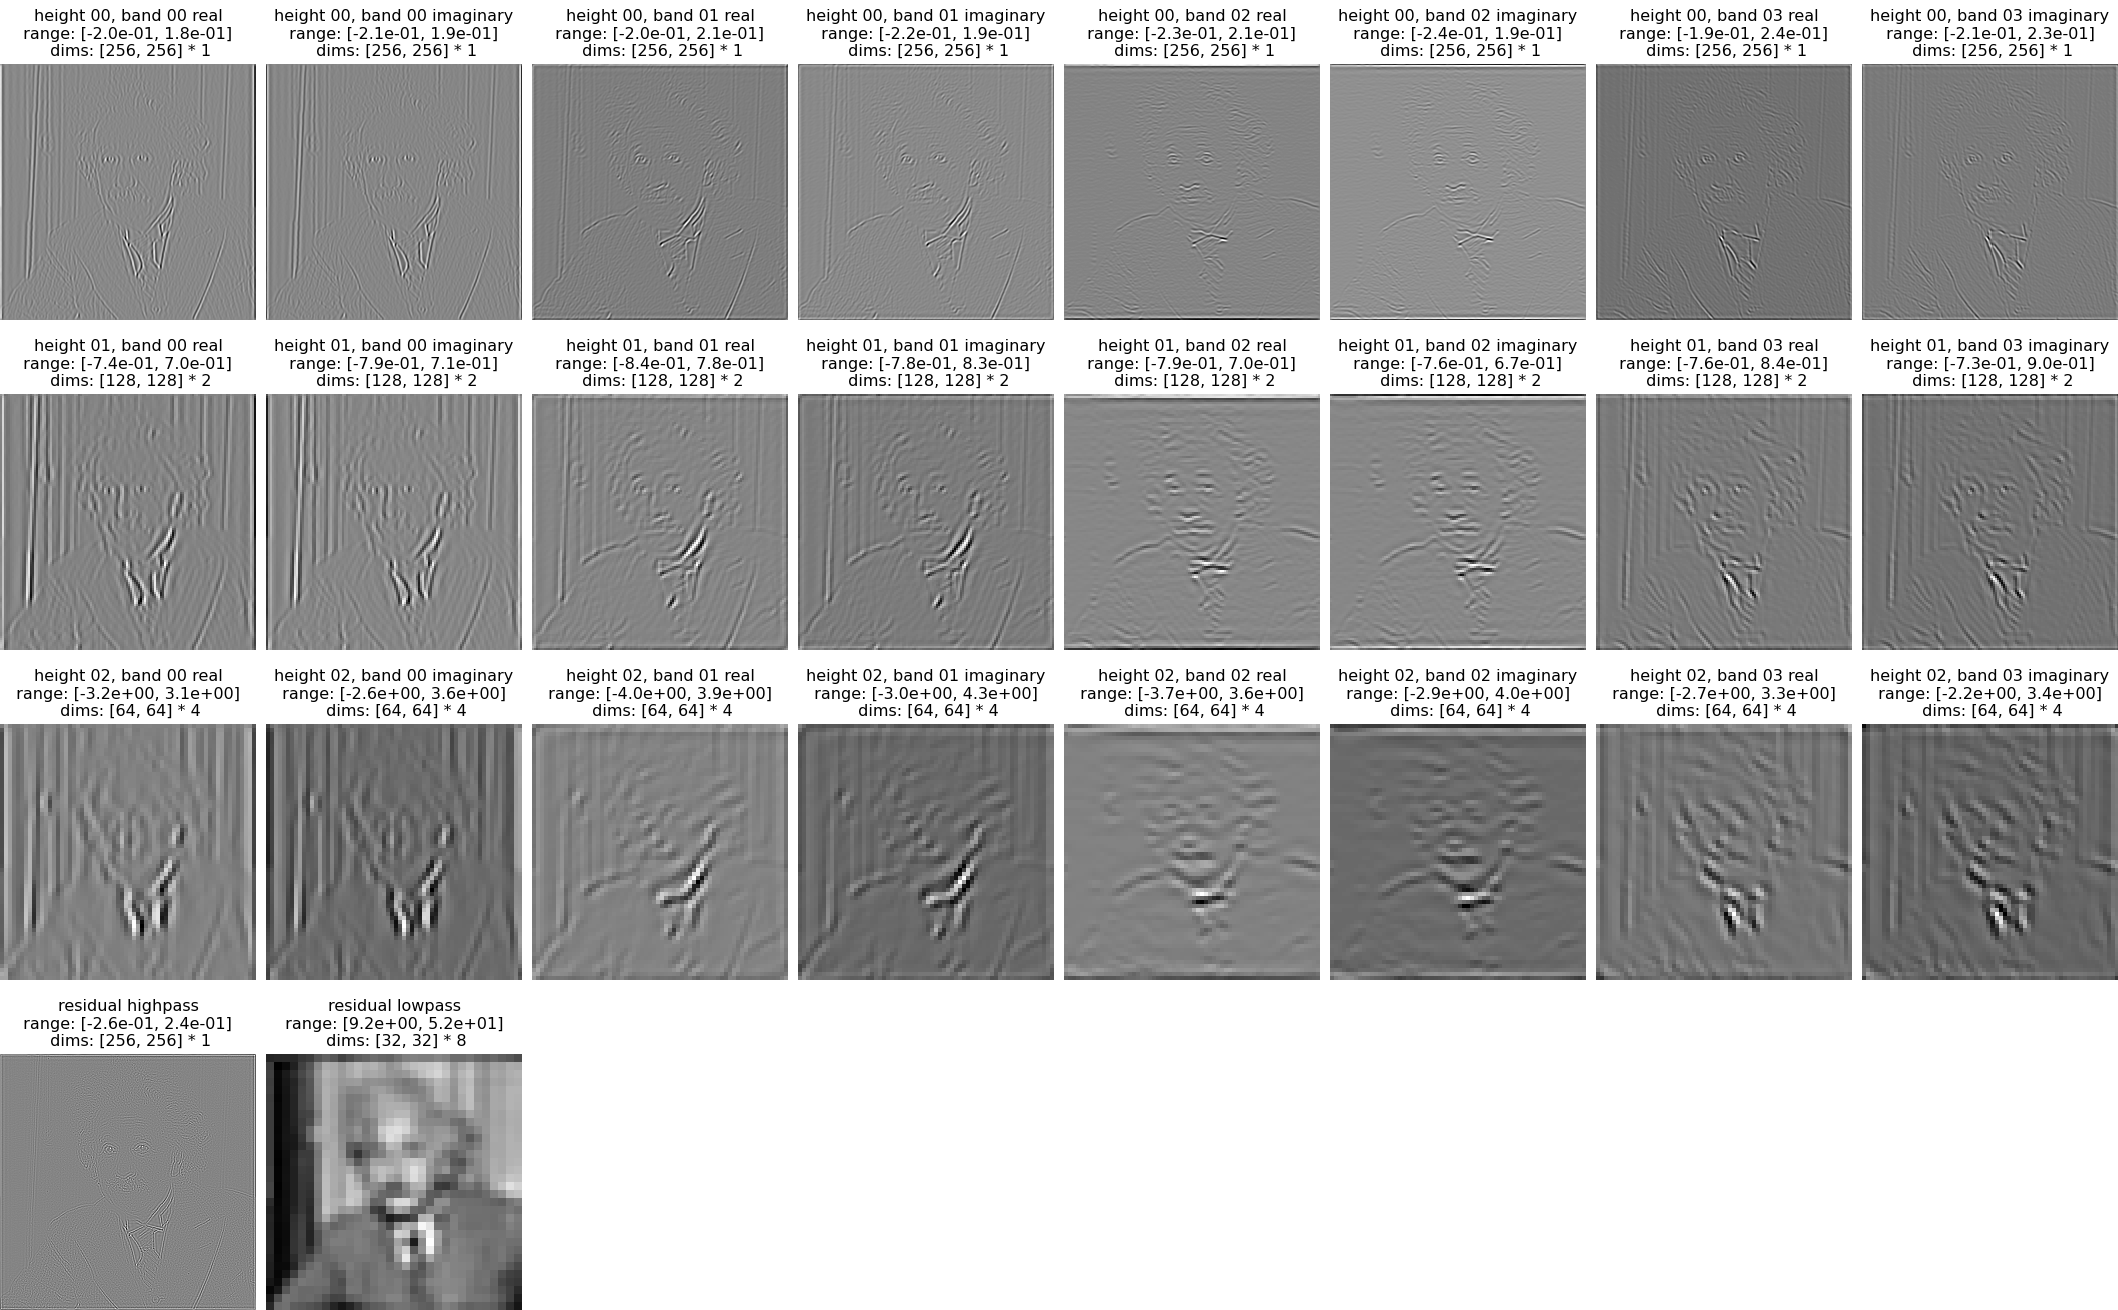 height 00, band 00 real
range: [-2.0e-01, 1.8e-01]
dims: [256, 256] * 1
height 00, band 00 imaginary
range: [-2.1e-01, 1.9e-01]
dims: [256, 256] * 1
height 00, band 01 real
range: [-2.0e-01, 2.1e-01]
dims: [256, 256] * 1
height 00, band 01 imaginary
range: [-2.2e-01, 1.9e-01]
dims: [256, 256] * 1
height 00, band 02 real
range: [-2.3e-01, 2.1e-01]
dims: [256, 256] * 1
height 00, band 02 imaginary
range: [-2.4e-01, 1.9e-01]
dims: [256, 256] * 1
height 00, band 03 real
range: [-1.9e-01, 2.4e-01]
dims: [256, 256] * 1
height 00, band 03 imaginary
range: [-2.1e-01, 2.3e-01]
dims: [256, 256] * 1
height 01, band 00 real
range: [-7.4e-01, 7.0e-01]
dims: [128, 128] * 2
height 01, band 00 imaginary
range: [-7.9e-01, 7.1e-01]
dims: [128, 128] * 2
height 01, band 01 real
range: [-8.4e-01, 7.8e-01]
dims: [128, 128] * 2
height 01, band 01 imaginary
range: [-7.8e-01, 8.3e-01]
dims: [128, 128] * 2
height 01, band 02 real
range: [-7.9e-01, 7.0e-01]
dims: [128, 128] * 2
height 01, band 02 imaginary
range: [-7.6e-01, 6.7e-01]
dims: [128, 128] * 2
height 01, band 03 real
range: [-7.6e-01, 8.4e-01]
dims: [128, 128] * 2
height 01, band 03 imaginary
range: [-7.3e-01, 9.0e-01]
dims: [128, 128] * 2
height 02, band 00 real
range: [-3.2e+00, 3.1e+00]
dims: [64, 64] * 4
height 02, band 00 imaginary
range: [-2.6e+00, 3.6e+00]
dims: [64, 64] * 4
height 02, band 01 real
range: [-4.0e+00, 3.9e+00]
dims: [64, 64] * 4
height 02, band 01 imaginary
range: [-3.0e+00, 4.3e+00]
dims: [64, 64] * 4
height 02, band 02 real
range: [-3.7e+00, 3.6e+00]
dims: [64, 64] * 4
height 02, band 02 imaginary
range: [-2.9e+00, 4.0e+00]
dims: [64, 64] * 4
height 02, band 03 real
range: [-2.7e+00, 3.3e+00]
dims: [64, 64] * 4
height 02, band 03 imaginary
range: [-2.2e+00, 3.4e+00]
dims: [64, 64] * 4
residual highpass
range: [-2.6e-01, 2.4e-01]
dims: [256, 256] * 1
residual lowpass
range: [9.2e+00, 5.2e+01]
dims: [32, 32] * 8